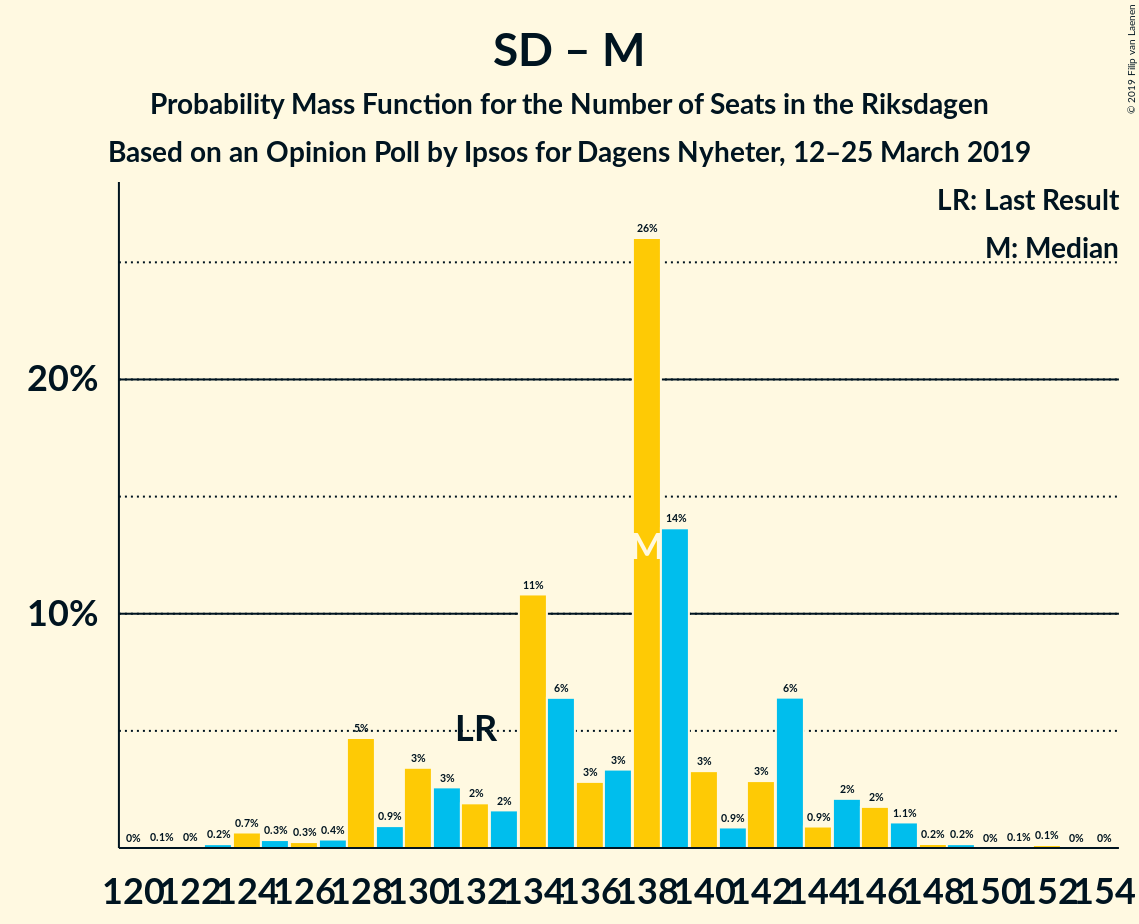 SD – M
Probability Mass Function for the Number of Seats in the Riksdagen
Based on an Opinion Poll by Ipsos for Dagens Nyheter, 12–25 March 2019
© 2019 Filip van Laenen
LR: Last Result
M: Median
26%
20%
14%
M
11%
10%
6%
6%
LR
5%
3%
3%
3%
3%
3%
3%
2%
2%
2%
2%
0.9%
0.9%
0.9%
1.1%
0% 0.1% 0% 0.2% 0.7% 0.3% 0.3% 0.4% 0.2% 0.2% 0% 0.1% 0.1% 0% 0%
120 122 124 126 128 130 132 134 136 138 140 142 144 146 148 150 152 154